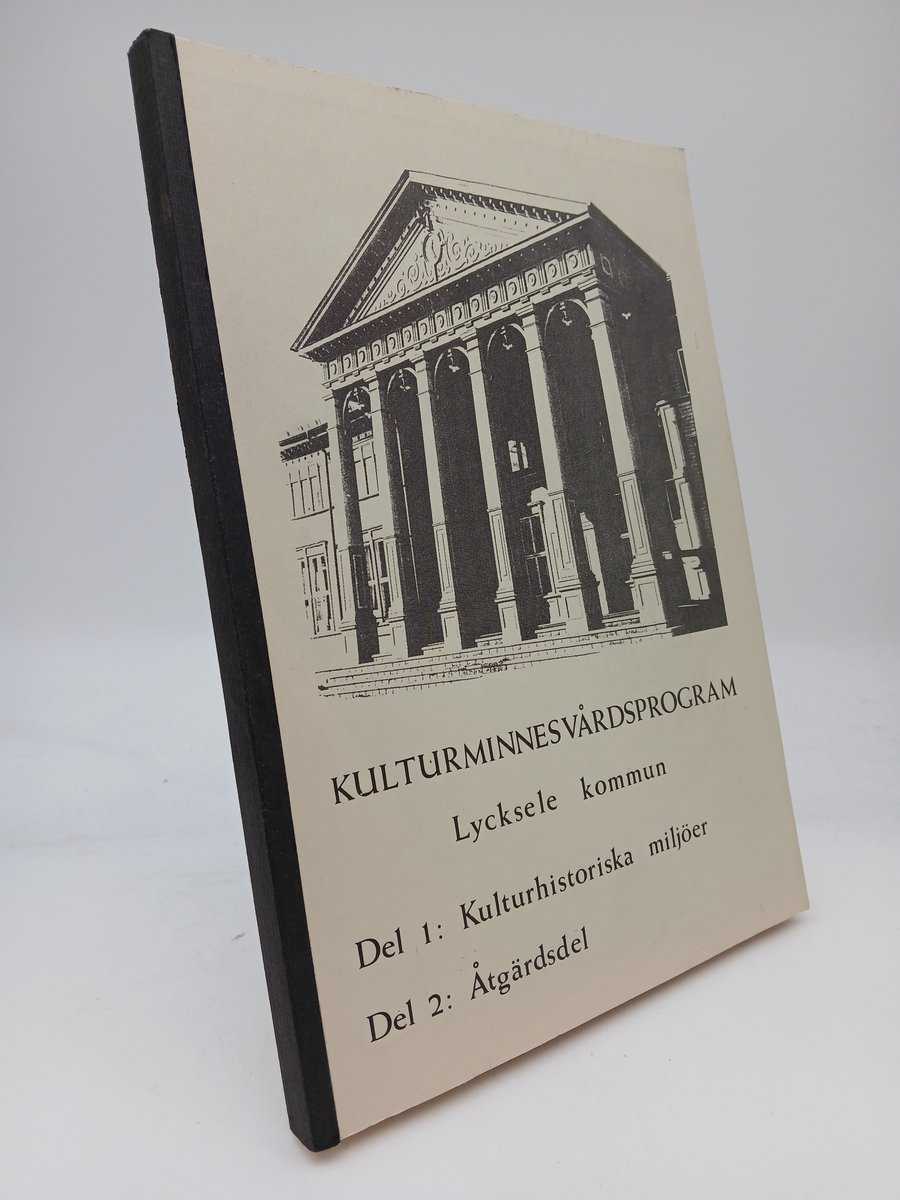 KULTURMINNESVÅRDSPROGRAM
Lycksele kommun
Del 1: Kulturhistoriska miljöer
Del 2: Åtgärdsdel